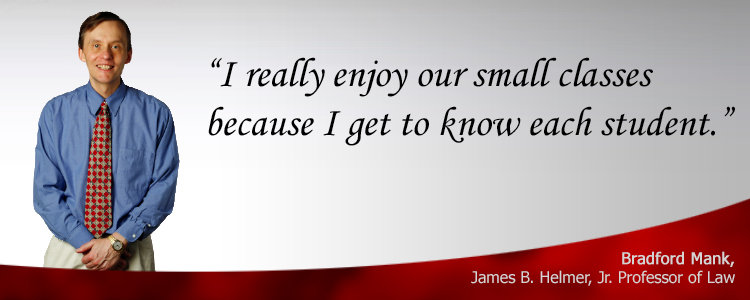 “I really enjoy our small classes
because I get to know each student.”
Bradford Mank,
James B. Helmer, Jr. Professor of Law